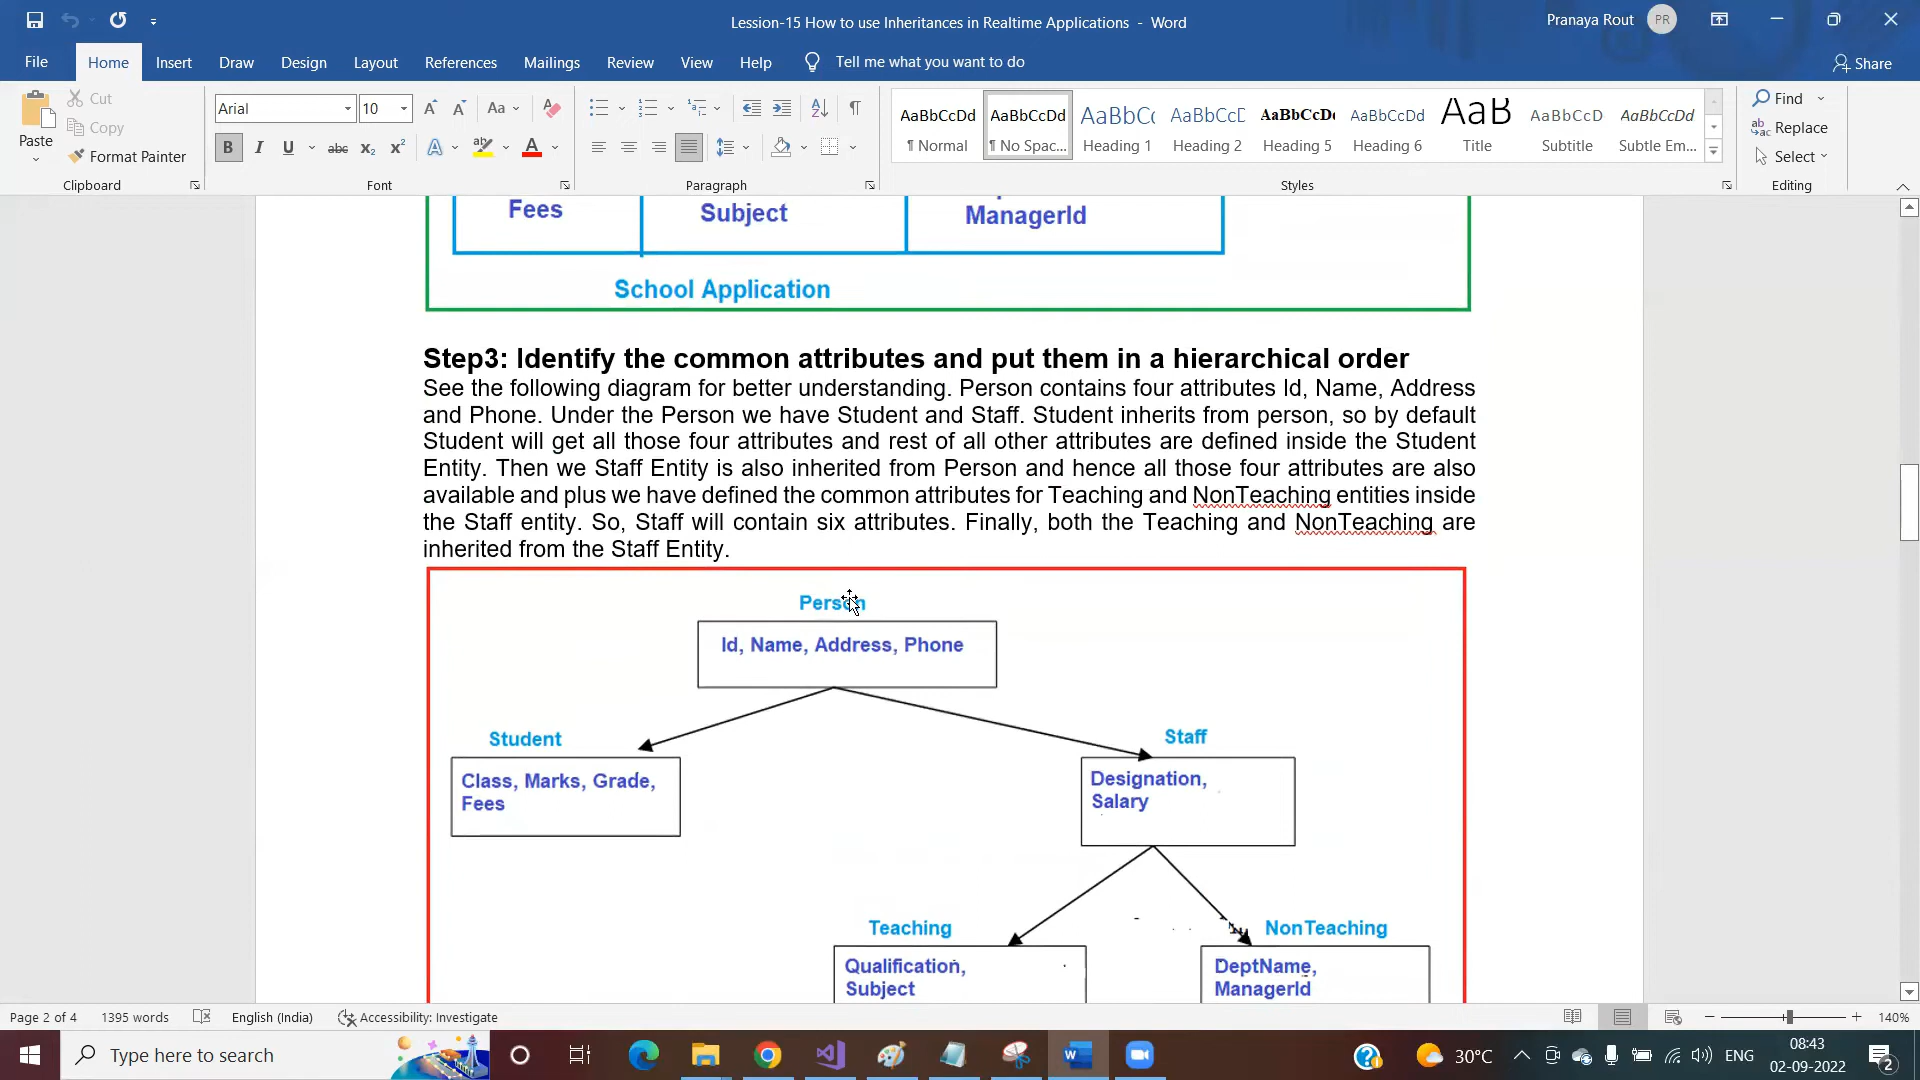 Lession-15 How to use Inheritances in Realtime Applications - Word
Pranaya Rout
PR
File
Home
Insert
Draw
Design
Layout
References
Mailings
Review
View
Help
Tell me what you want to do
Share
Paste
Cut
Copy
Format Painter
Clipboard
Arial
10
Aa
B I U abc x₂ x² A A
Font
Paragraph
AaBbCcDd
¶ Normal
AaBbCcDd
¶ No Spac...
AaBbCc
Heading 1
AaBbCcD
Heading 2
AaBbCcDd
Heading 5
AaBbCcDd
Heading 6
AaB
Title
AaBbCcD
Subtitle
AaBbCcDd
Subtle Em...
Styles
Find
Replace
Select
Editing
Fees
Subject
ManagerId
School Application
Step3: Identify the common attributes and put them in a hierarchical order
See the following diagram for better understanding. Person contains four attributes Id, Name, Address
and Phone. Under the Person we have Student and Staff. Student inherits from person, so by default
Student will get all those four attributes and rest of all other attributes are defined inside the Student
Entity. Then we Staff Entity is also inherited from Person and hence all those four attributes are also
available and plus we have defined the common attributes for Teaching and NonTeaching entities inside
the Staff entity. So, Staff will contain six attributes. Finally, both the Teaching and NonTeaching are
inherited from the Staff Entity.
Person
Id, Name, Address, Phone
Student
Class, Marks, Grade,
Fees
Staff
Designation,
Salary
Teaching
Qualification,
Subject
NonTeaching
DeptName,
ManagerId
Page 2 of 4
1395 words
English (India)
Accessibility: Investigate
140%
Type here to search
30°C
ENG
08:43
02-09-2022
2